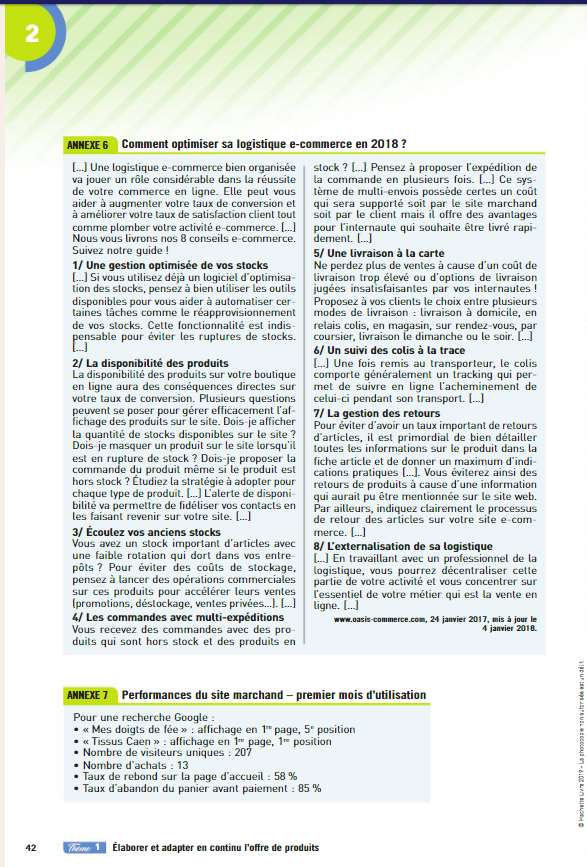 2
ANNEXE 6 Comment optimiser sa logistique e-commerce en 2018 ?
[...] Une logistique e-commerce bien organisée
va jouer un rôle considérable dans la réussite
de votre commerce en ligne. Elle peut vous
aider à augmenter votre taux de conversion et
à améliorer votre taux de satisfaction client tout
comme plomber votre activité e-commerce. [...]
Nous vous livrons nos 8 conseils e-commerce.
Suivez notre guide !
1/ Une gestion optimisée de vos stocks
[...] Si vous utilisez déjà un logiciel d'optimisa-
tion des stocks, pensez à bien utiliser les outils
disponibles pour vous aider à automatiser cer-
taines tâches comme le réapprovisionnement
de vos stocks. Cette fonctionnalité est indis-
pensable pour éviter les ruptures de stocks.
[...]
2/ La disponibilité des produits
La disponibilité des produits sur votre boutique
en ligne aura des conséquences directes sur
votre taux de conversion. Plusieurs questions
peuvent se poser pour gérer efficacement l'af-
fichage des produits sur le site. Dois-je afficher
la quantité de stocks disponibles sur le site ?
Dois-je masquer un produit sur le site lorsqu'il
est en rupture de stock ? Dois-je proposer la
commande du produit même si le produit est
hors stock ? Étudiez la stratégie à adopter pour
chaque type de produit. [...] L'alerte de disponi-
bilité va permettre de fidéliser vos contacts en
les faisant revenir sur votre site. [...]
3/ Écoulez vos anciens stocks
Vous avez un stock important d'articles avec
une faible rotation qui dort dans vos entre-
pôts ? Pour éviter des coûts de stockage,
pensez à lancer des opérations commerciales
sur ces produits pour accélérer leurs ventes
(promotions, déstockage, ventes privées...). [...]
4/ Les commandes avec multi-expéditions
Vous recevez des commandes avec des pro-
duits qui sont hors stock et des produits en
stock ? [...] Pensez à proposer l'expédition de
la commande en plusieurs fois. [...] Ce sys-
tème de multi-envois possède certes un coût
qui sera supporté soit par le site marchand
soit par le client mais il offre des avantages
pour l'internaute qui souhaite être livré rapi-
dement. [...]
5/ Une livraison à la carte
Ne perdez plus de ventes à cause d'un coût de
livraison trop élevé ou d'options de livraison
jugées insatisfaisantes par vos internautes !
Proposez à vos clients le choix entre plusieurs
modes de livraison : livraison à domicile, en
relais colis, en magasin, sur rendez-vous, par
coursier, livraison le dimanche ou le soir. [...]
6/ Un suivi des colis à la trace
[...] Une fois remis au transporteur, le colis
comporte généralement un tracking qui per-
met de suivre en ligne l'acheminement de
celui-ci pendant son transport. [...]
7/ La gestion des retours
Pour éviter d'avoir un taux important de retours
d'articles, il est primordial de bien détailler
toutes les informations sur le produit dans la
fiche article et de donner un maximum d'indi-
cations pratiques [...]. Vous éviterez ainsi des
retours de produits à cause d'une information
qui aurait pu être mentionnée sur le site web.
Par ailleurs, indiquez clairement le processus
de retour des articles sur votre site e-com-
merce. [...]
8/ L'externalisation de sa logistique
[...] En travaillant avec un professionnel de la
logistique, vous pourrez décentraliser cette
partie de votre activité et vous concentrer sur
l'essentiel de votre métier qui est la vente en
ligne. [...]
www.oasis-commerce.com, 24 janvier 2017, mis à jour le
4 janvier 2018.
ANNEXE 7 Performances du site marchand – premier mois d'utilisation
Pour une recherche Google :
• « Mes doigts de fée » : affichage en 1re page, 5e position
• « Tissus Caen » : affichage en 1re page, 1re position
• Nombre de visiteurs uniques : 207
• Nombre d'achats : 13
• Taux de rebond sur la page d'accueil : 58 %
• Taux d'abandon du panier avant paiement : 85 %
© Hachette Livre 2019 – La photocopie non autorisée est un délit
42 Thème 1 Élaborer et adapter en continu l'offre de produits